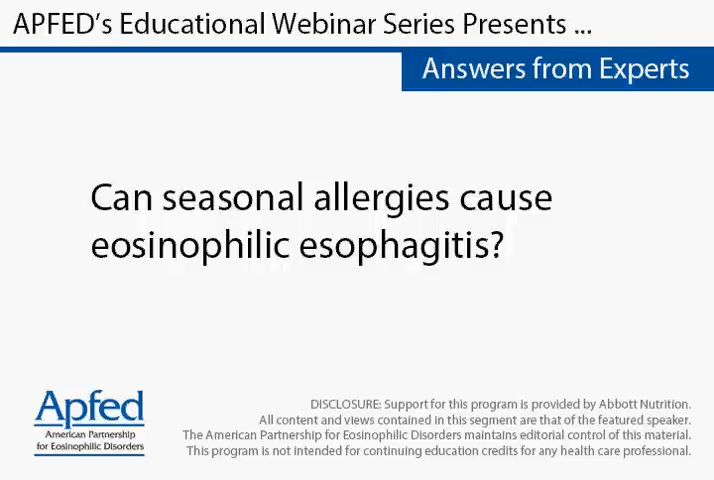 APFED’s Educational Webinar Series Presents ...
Answers from Experts
Can seasonal allergies cause
eosinophilic esophagitis?
Apfed
American Partnership
for Eosinophilic Disorders
DISCLOSURE: Support for this program is provided by Abbott Nutrition.
All content and views contained in this segment are that of the featured speaker.
The American Partnership for Eosinophilic Disorders maintains editorial control of this material.
This program is not intended for continuing education credits for any health care professional.